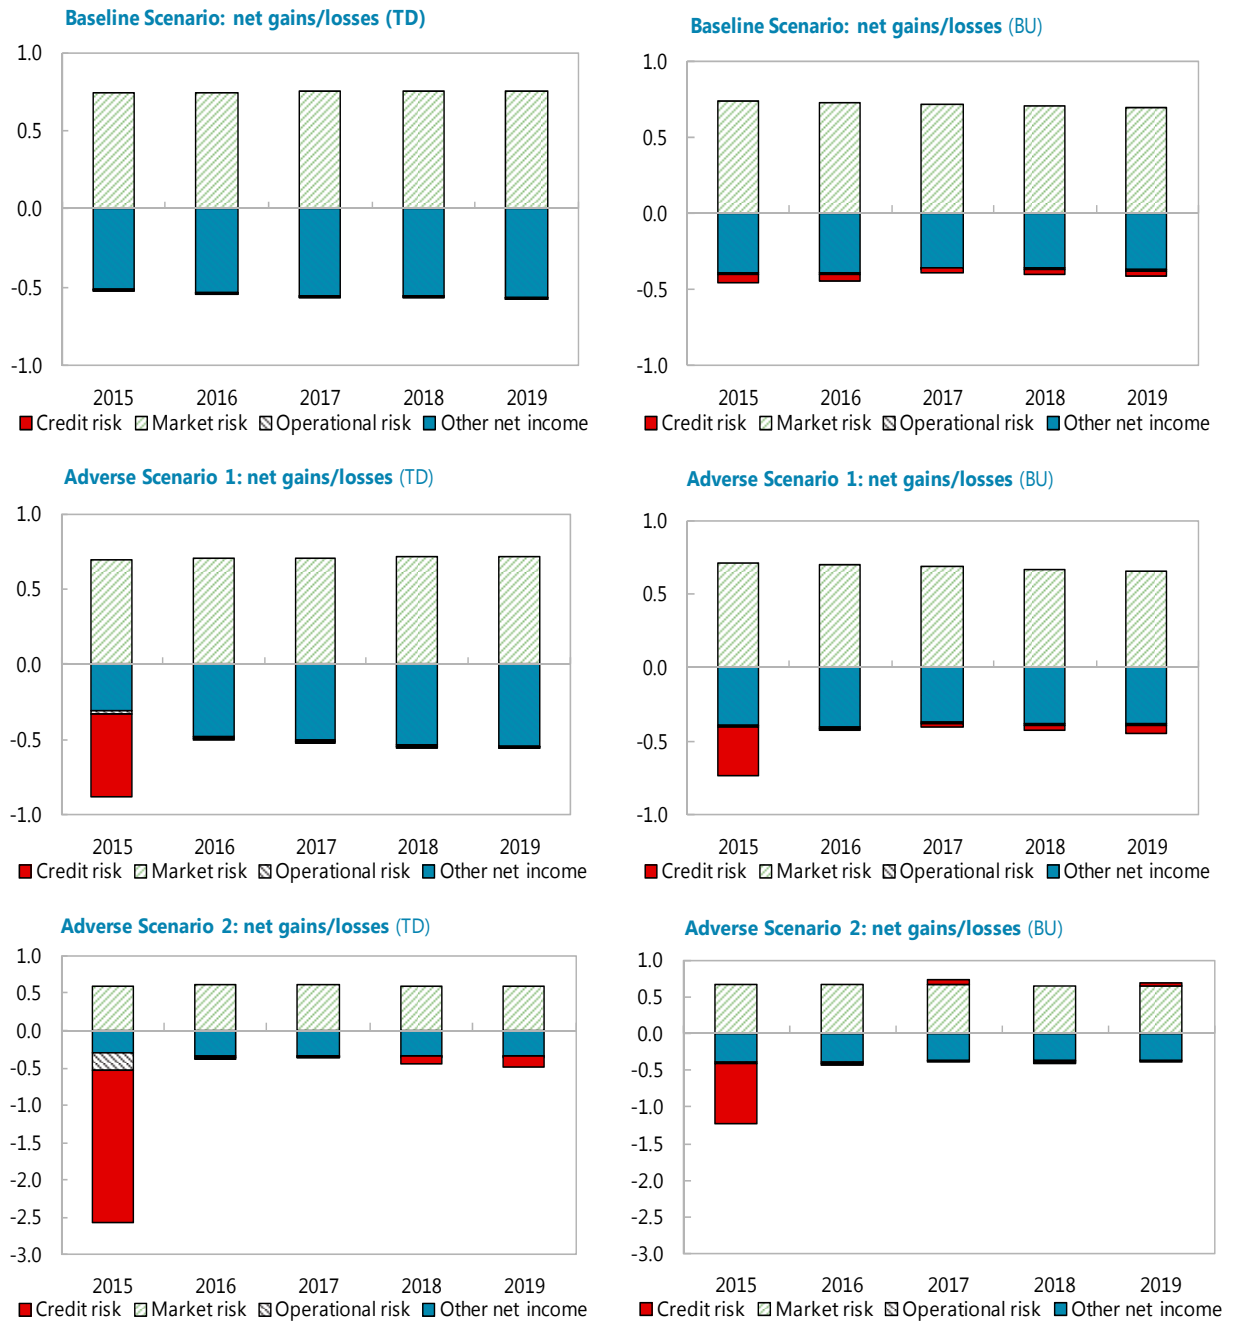 Baseline Scenario: net gains/losses (TD)
1.0
0.5
0.0
-0.5
-1.0
2015 2016 2017 2018 2019
Credit risk Market risk Operational risk Other net income
Baseline Scenario: net gains/losses (BU)
1.0
0.5
0.0
-0.5
-1.0
2015 2016 2017 2018 2019
Credit risk Market risk Operational risk Other net income
Adverse Scenario 1: net gains/losses (TD)
1.0
0.5
0.0
-0.5
-1.0
2015 2016 2017 2018 2019
Credit risk Market risk Operational risk Other net income
Adverse Scenario 1: net gains/losses (BU)
1.0
0.5
0.0
-0.5
-1.0
2015 2016 2017 2018 2019
Credit risk Market risk Operational risk Other net income
Adverse Scenario 2: net gains/losses (TD)
1.0
0.5
0.0
-0.5
-1.0
-1.5
-2.0
-2.5
-3.0
2015 2016 2017 2018 2019
Credit risk Market risk Operational risk Other net income
Adverse Scenario 2: net gains/losses (BU)
1.0
0.5
0.0
-0.5
-1.0
-1.5
-2.0
-2.5
-3.0
2015 2016 2017 2018 2019
Credit risk Market risk Operational risk Other net income